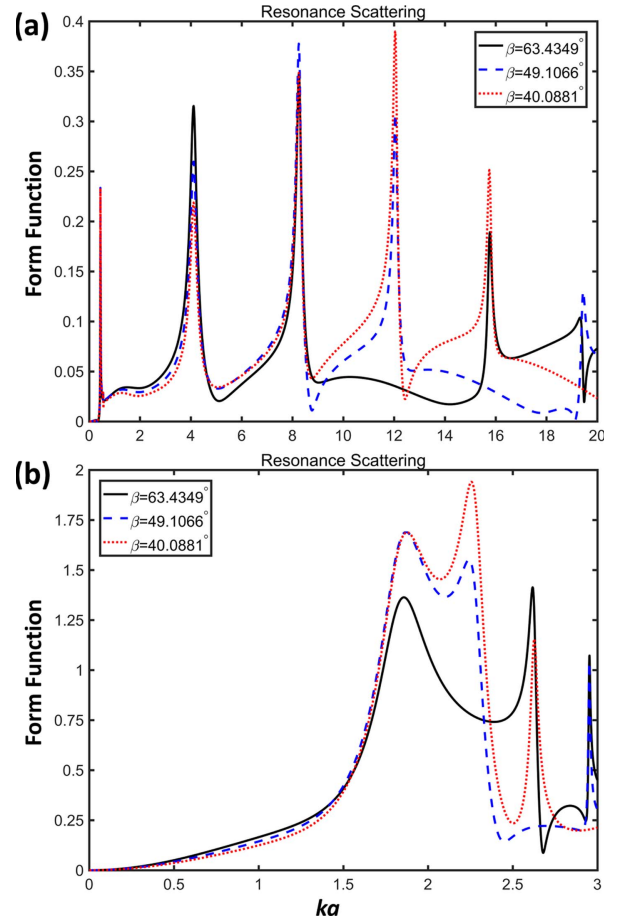 (a)
Resonance Scattering
Form Function
0.4
0.35
0.3
0.25
0.2
0.15
0.1
0.05
0
β=63.4349°
β=49.1066°
β=40.0881°
0 2 4 6 8 10 12 14 16 18 20
(b)
Resonance Scattering
Form Function
2
1.75
1.5
1.25
1
0.75
0.5
0.25
0
β=63.4349°
β=49.1066°
β=40.0881°
0 0.5 1 1.5 2 2.5 3
ka